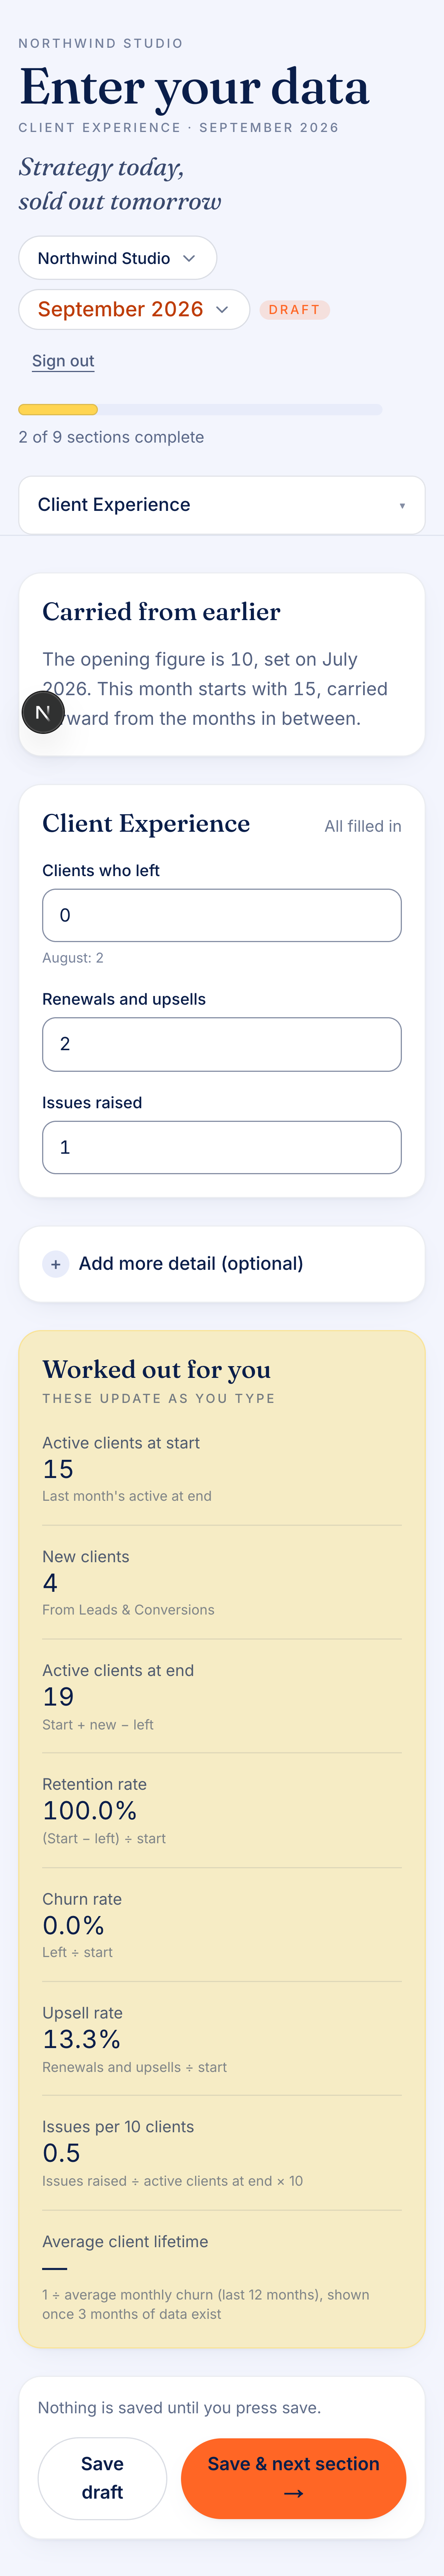 NORTHWIND STUDIO
Enter your data
CLIENT EXPERIENCE · SEPTEMBER 2026
Strategy today,
sold out tomorrow
Northwind Studio
September 2026
DRAFT
Sign out
2 of 9 sections complete
Client Experience
Carried from earlier
The opening figure is 10, set on July
2026. This month starts with 15, carried
ward from the months in between.
N
Client Experience
All filled in
Clients who left
0
August: 2
Renewals and upsells
2
Issues raised
1
+ Add more detail (optional)
Worked out for you
THESE UPDATE AS YOU TYPE
Active clients at start
15
Last month's active at end
New clients
4
From Leads & Conversions
Active clients at end
19
Start + new − left
Retention rate
100.0%
(Start − left) ÷ start
Churn rate
0.0%
Left ÷ start
Upsell rate
13.3%
Renewals and upsells ÷ start
Issues per 10 clients
0.5
Issues raised ÷ active clients at end × 10
Average client lifetime
—
1 ÷ average monthly churn (last 12 months), shown
once 3 months of data exist
Nothing is saved until you press save.
Save
draft
Save & next section
→